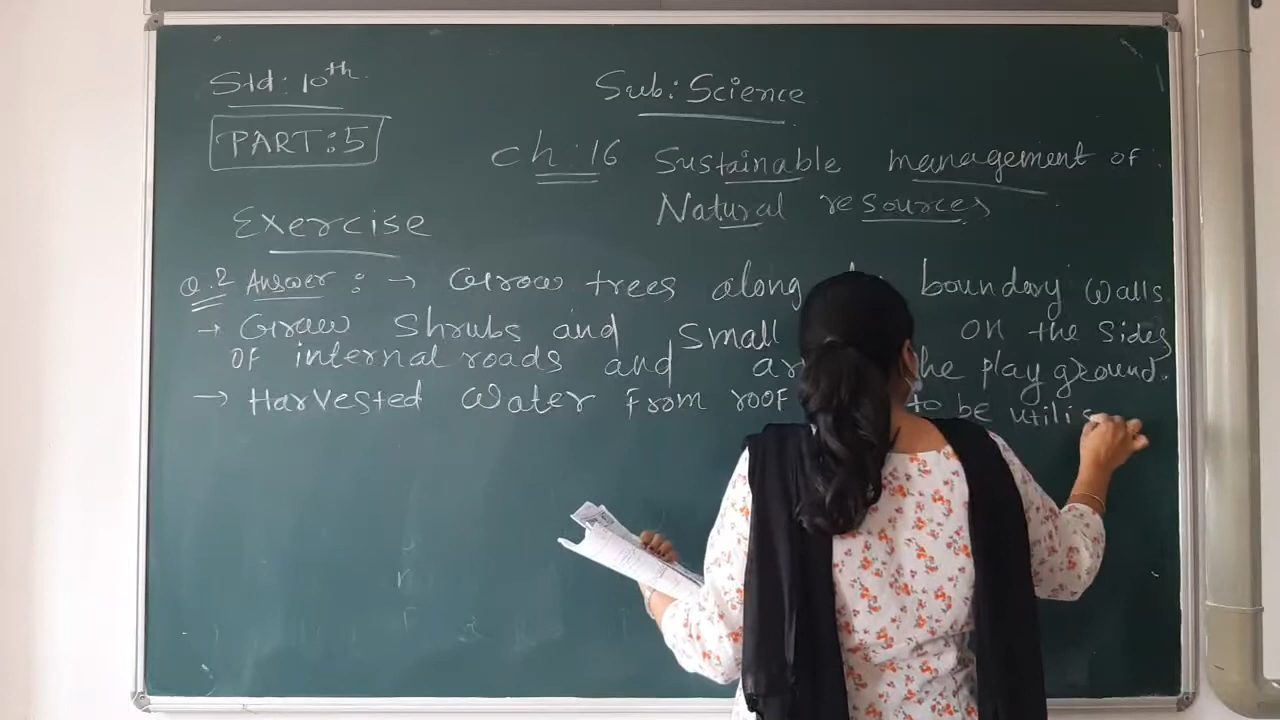 Std: 10th.
Sub: Science
PART: 5
Ch: 16 Sustainable management of
Natural resources
Exercise
Q.2 Answer: → Grow trees along boundary walls.
→ Graw Shrubs and Small on the Sides
of internal roads and the play ground.
→ Harvested Water From roof to be utilis